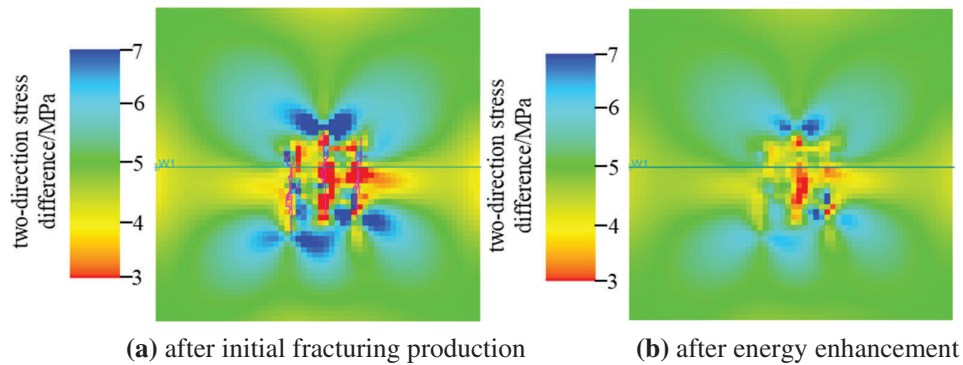 two-direction stress
difference/MPa
7
6
5
4
3
W1
(a) after initial fracturing production
two-direction stress
difference/MPa
7
6
5
4
3
W1
(b) after energy enhancement